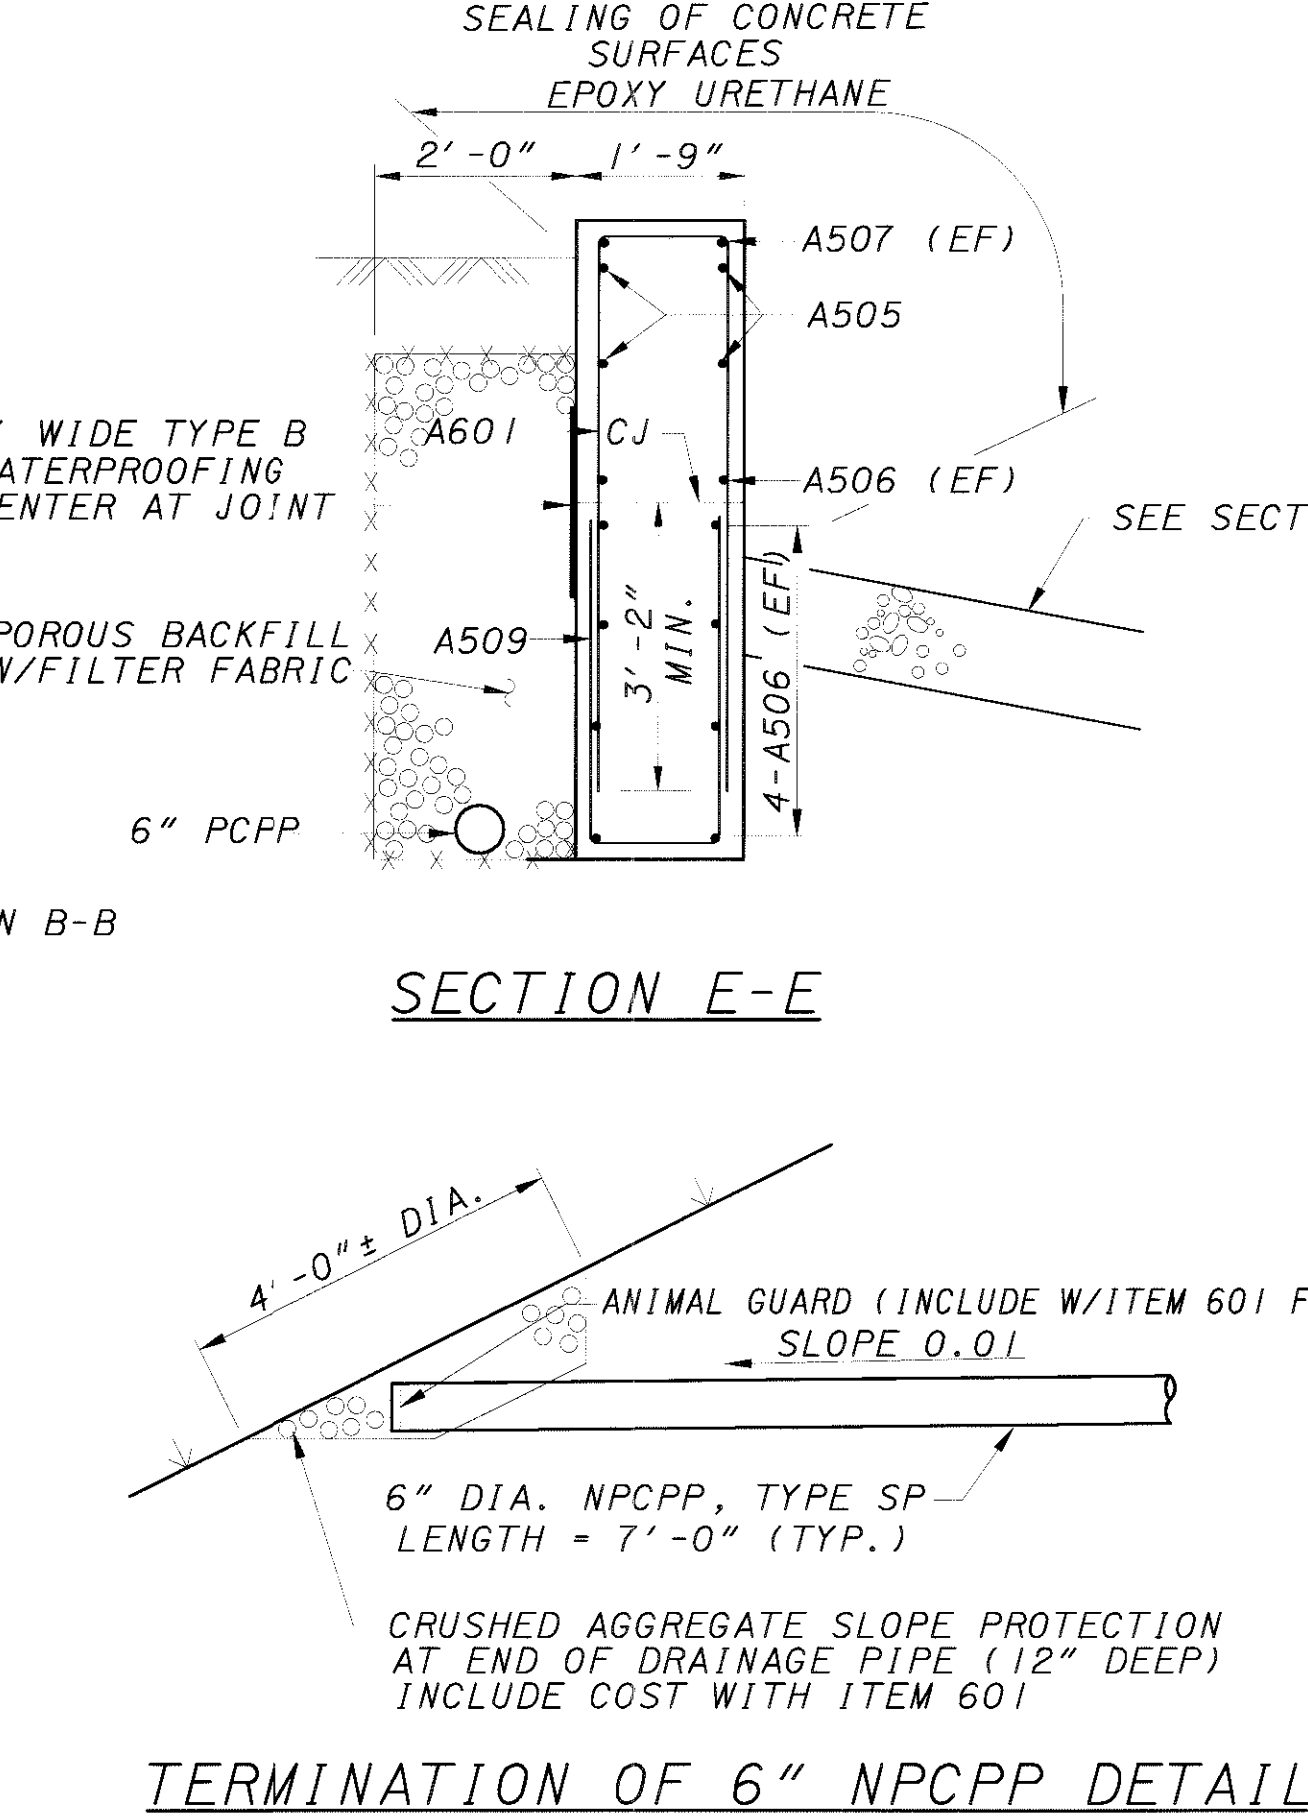 SEALING OF CONCRETE
SURFACES
EPOXY URETHANE
2'-0"
1'-9"
A507 (EF)
A505
WIDE TYPE B
ATERPROOFING
ENTER AT JOINT
A601
CJ
A506 (EF)
SEE SECT
POROUS BACKFILL
W/FILTER FABRIC
A509
3'-2"
MIN.
4-A506 (EF)
6" PCPP
N B-B
SECTION E-E
4'-0"± DIA.
ANIMAL GUARD (INCLUDE W/ITEM 601 F
SLOPE 0.01
6" DIA. NPCPP, TYPE SP
LENGTH = 7'-0" (TYP.)
CRUSHED AGGREGATE SLOPE PROTECTION
AT END OF DRAINAGE PIPE (12" DEEP)
INCLUDE COST WITH ITEM 601
TERMINATION OF 6" NPCPP DETAIL